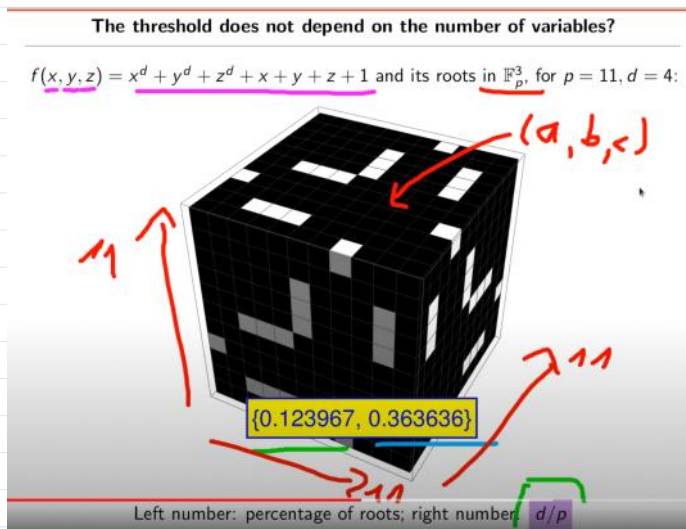 The threshold does not depend on the number of variables?
f(x, y, z) = x^d + y^d + z^d + x + y + z + 1 and its roots in 𝔽_p^3, for p = 11, d = 4:
(a, b, c)
11
11
{0.123967, 0.363636}
11
Left number: percentage of roots; right number: d/p